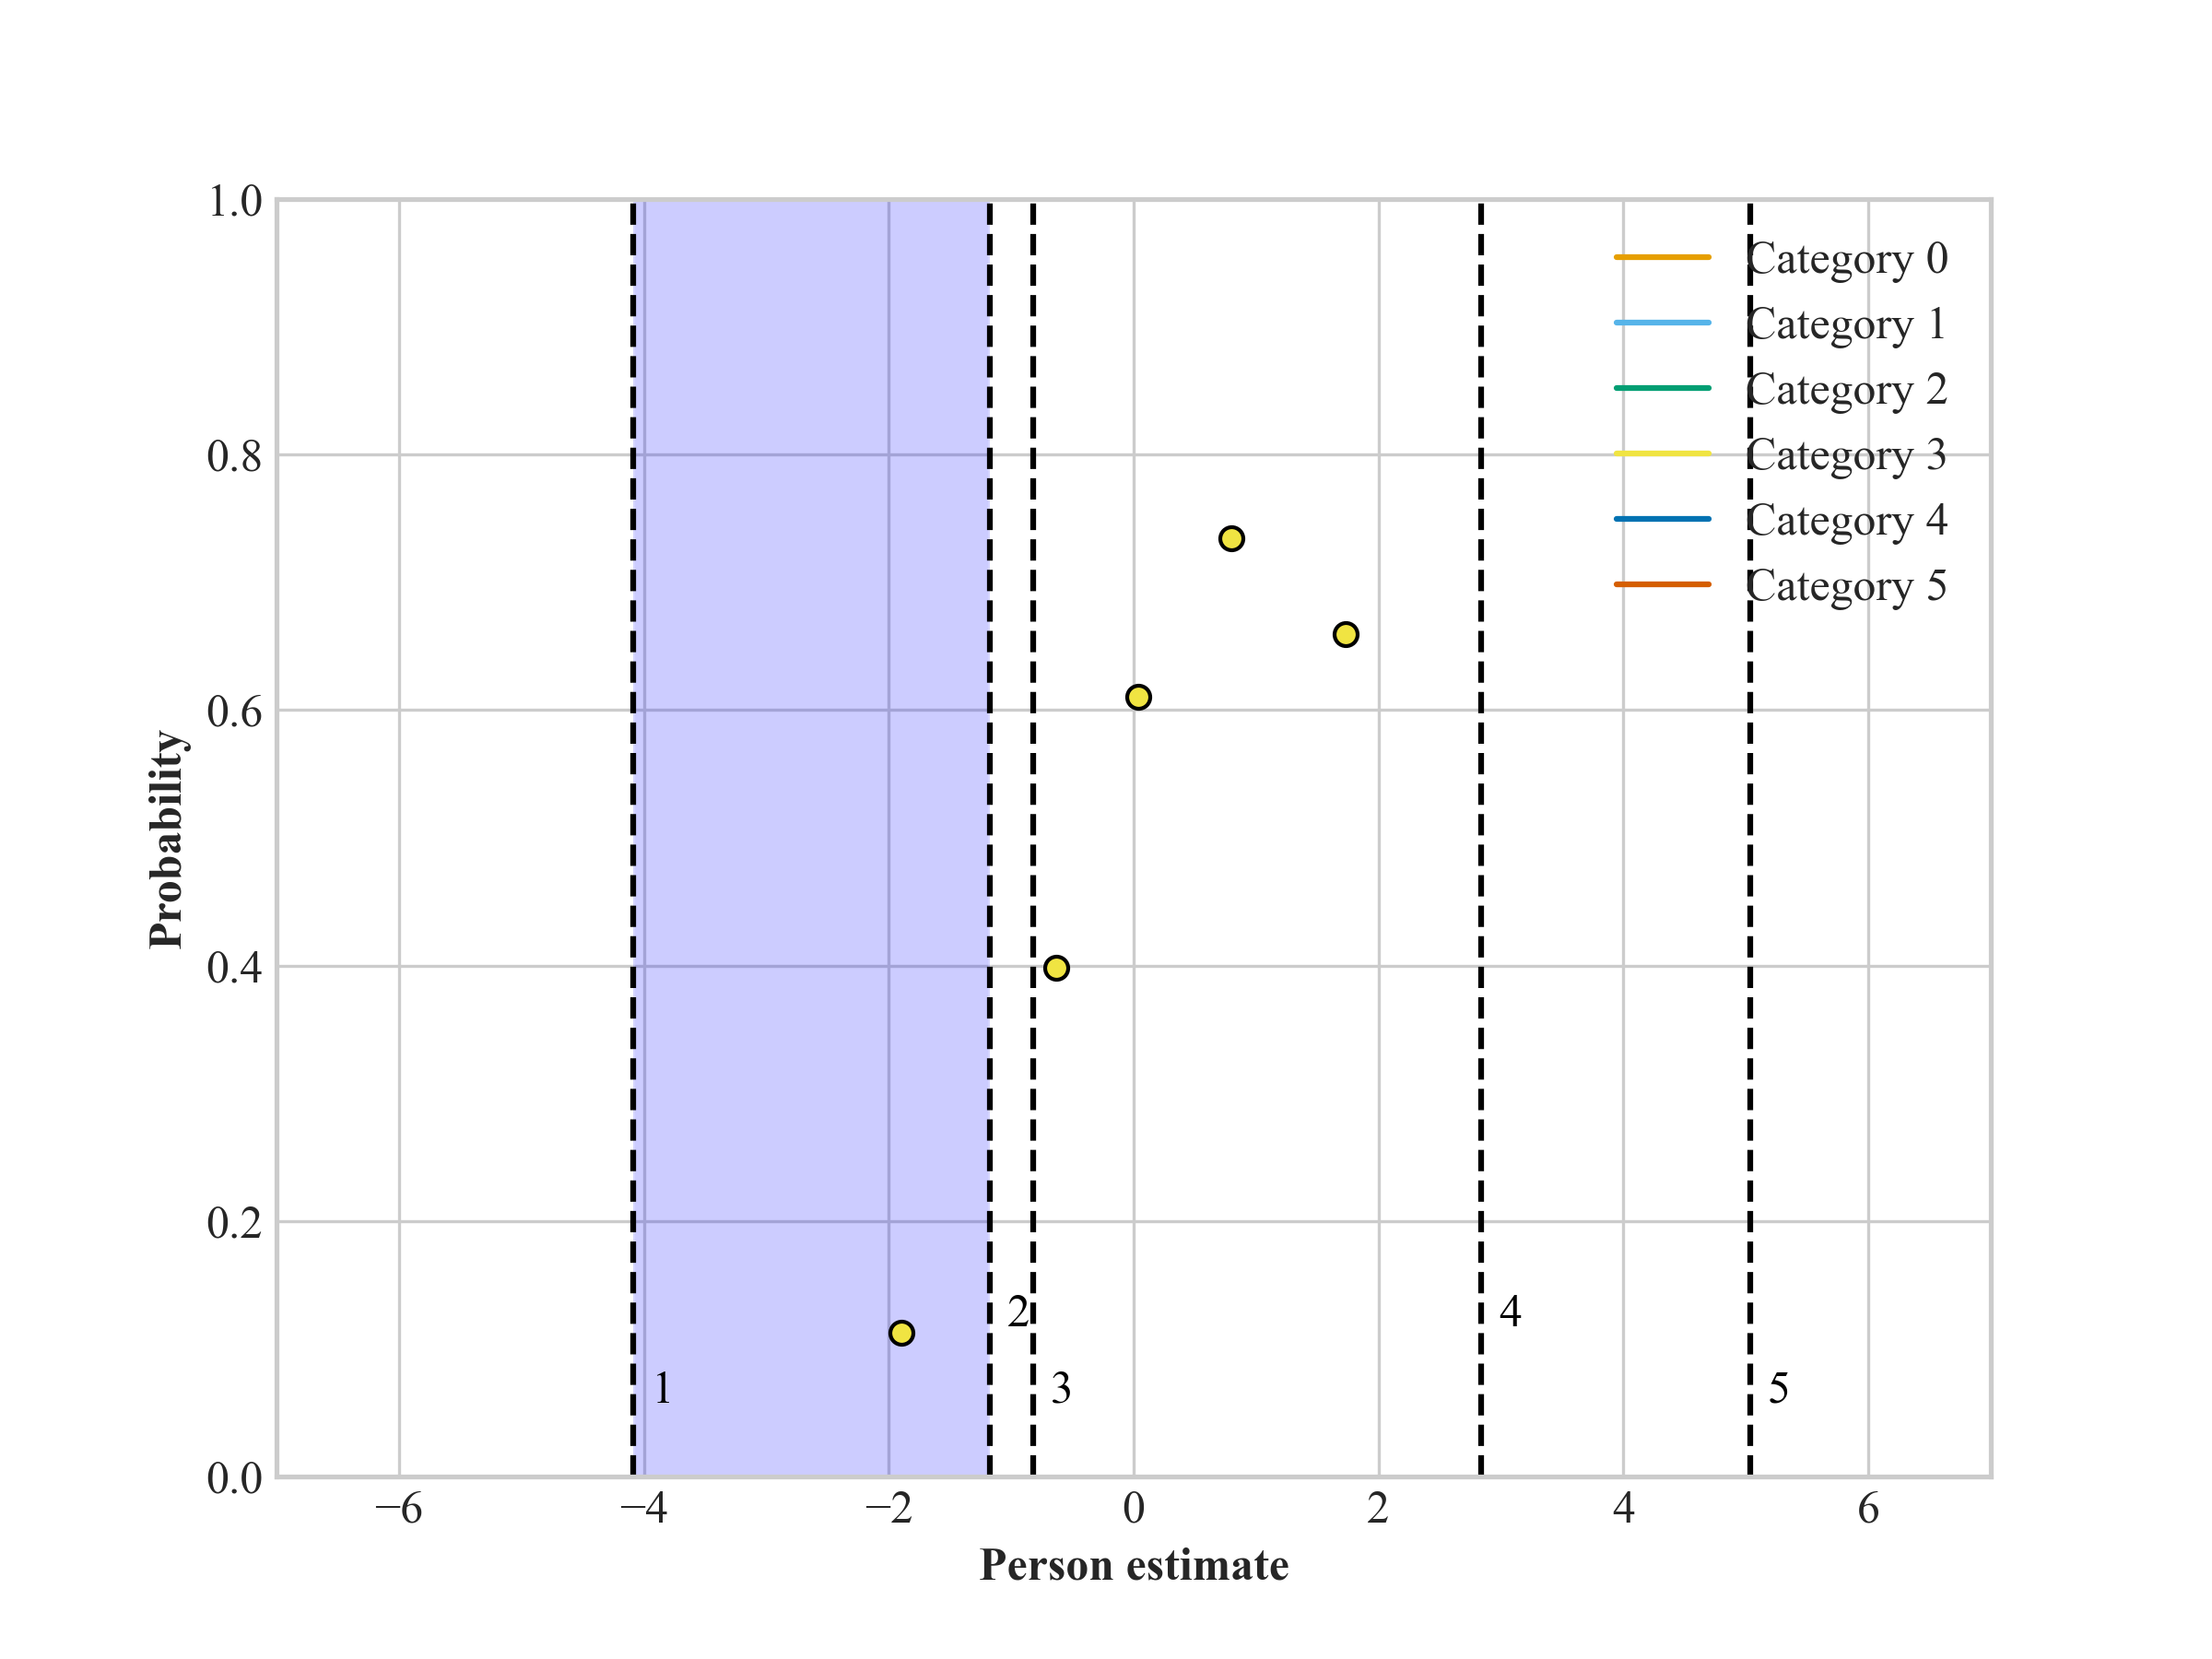 1.0
0.8
0.6
0.4
0.2
0.0
Probability
Category 0
Category 1
Category 2
Category 3
Category 4
Category 5
1
2
3
4
5
−6 −4 −2 0 2 4 6
Person estimate